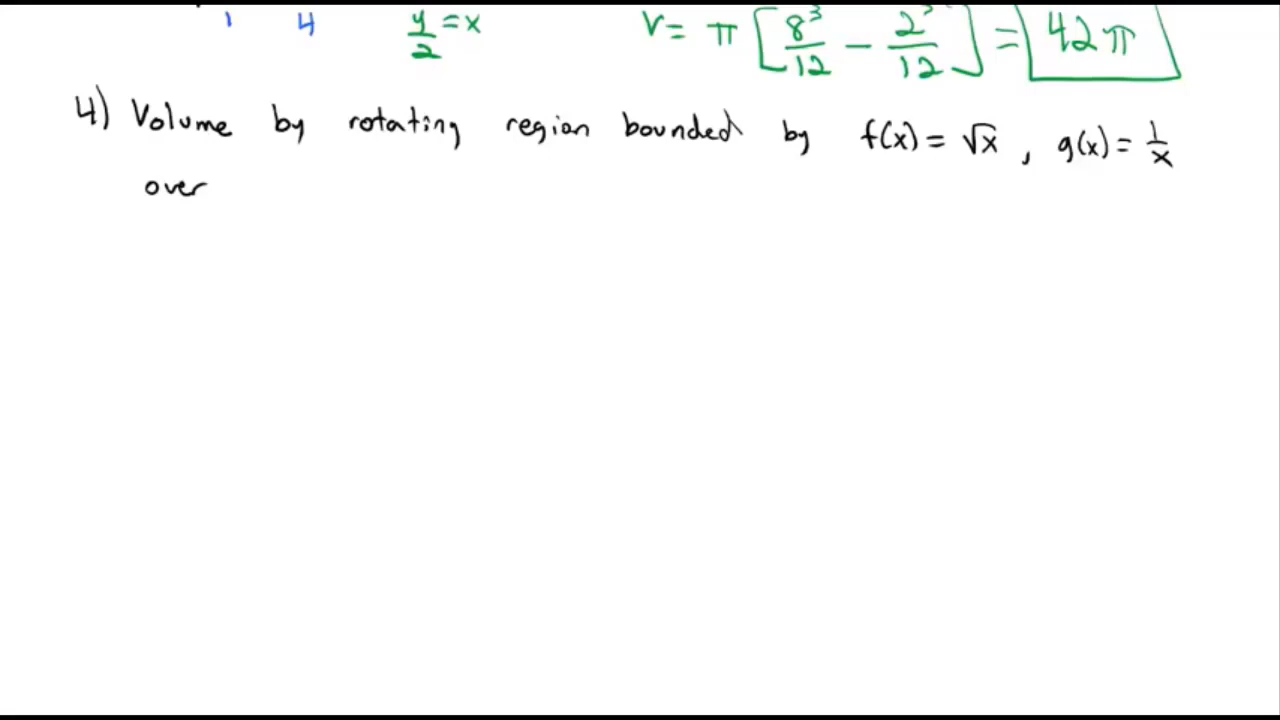 1 4 y/2 = x V = π [8³/12 − 2³/12] = 42π
4) Volume by rotating region bounded by f(x) = √x , g(x) = 1/x
over